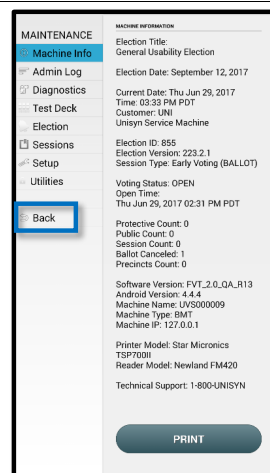 MAINTENANCE
Machine Info
Admin Log
Diagnostics
Test Deck
Election
Sessions
Setup
Utilities
Back
MACHINE INFORMATION
Election Title:
General Usability Election
Election Date: September 12, 2017
Current Date: Thu Jun 29, 2017
Time: 03:33 PM PDT
Customer: UNI
Unisyn Service Machine
Election ID: 855
Election Version: 223.2.1
Session Type: Early Voting (BALLOT)
Voting Status: OPEN
Open Time:
Thu Jun 29, 2017 02:31 PM PDT
Protective Count: 0
Public Count: 0
Session Count: 0
Ballot Canceled: 1
Precincts Count: 0
Software Version: FVT_2.0_QA_R13
Android Version: 4.4.4
Machine Name: UVS000009
Machine Type: BMT
Machine IP: 127.0.0.1
Printer Model: Star Micronics
TSP700II
Reader Model: Newland FM420
Technical Support: 1-800-UNISYN
PRINT